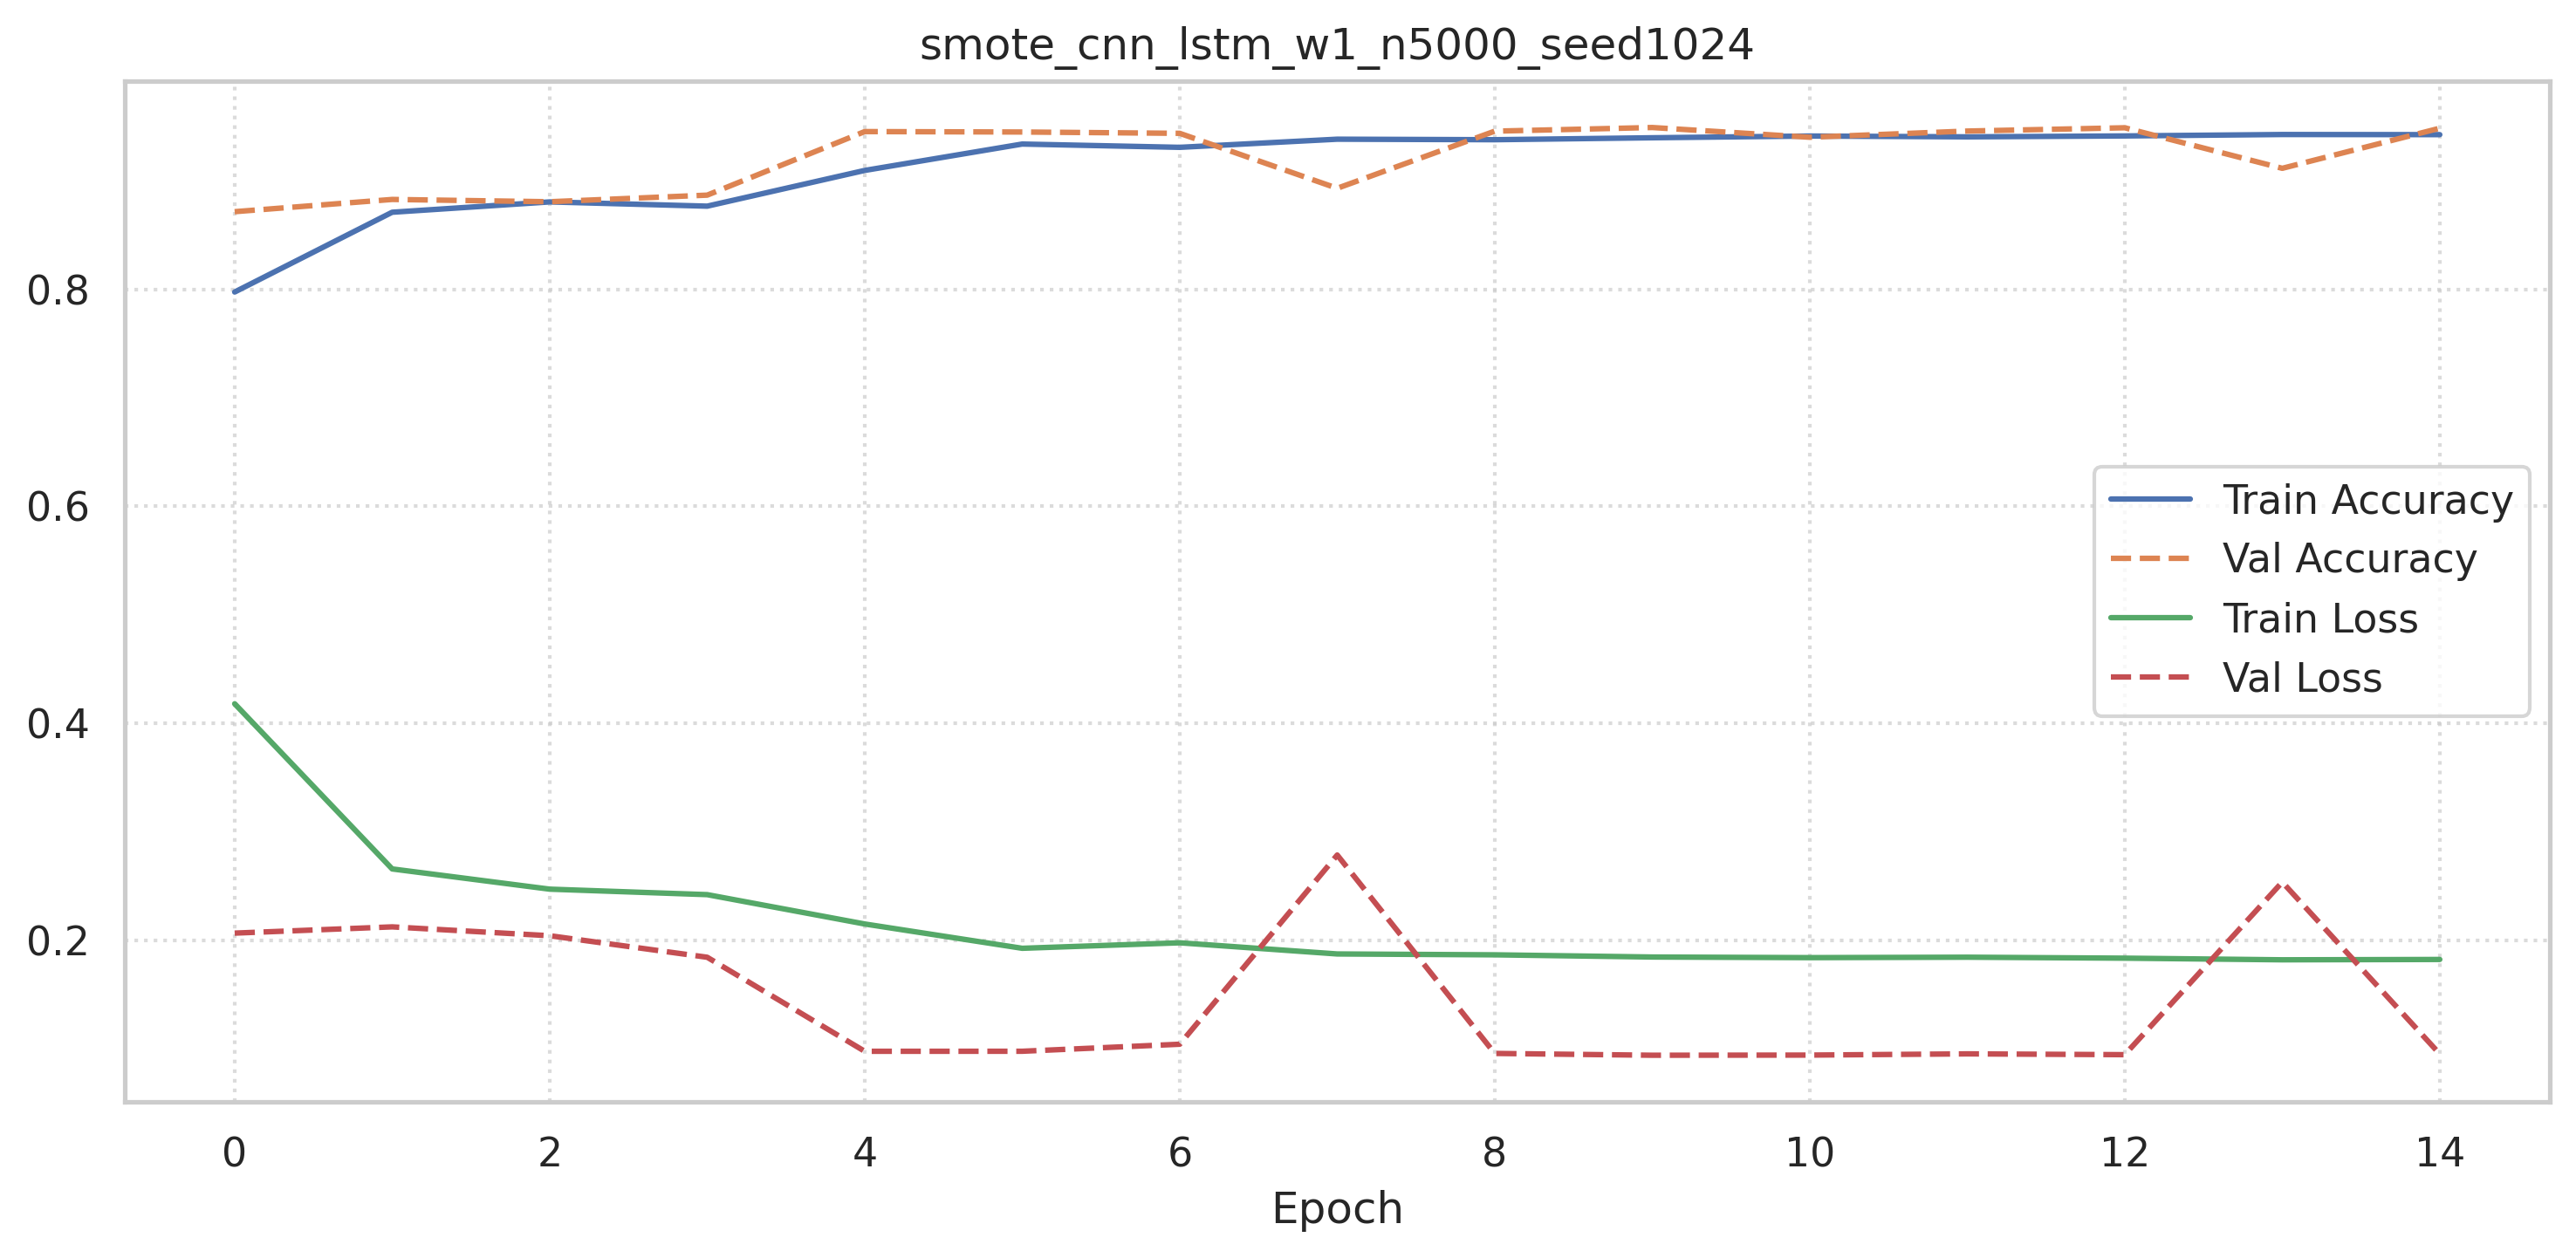 smote_cnn_lstm_w1_n5000_seed1024
0.8
0.6
0.4
0.2
Train Accuracy
Val Accuracy
Train Loss
Val Loss
0 2 4 6 8 10 12 14
Epoch